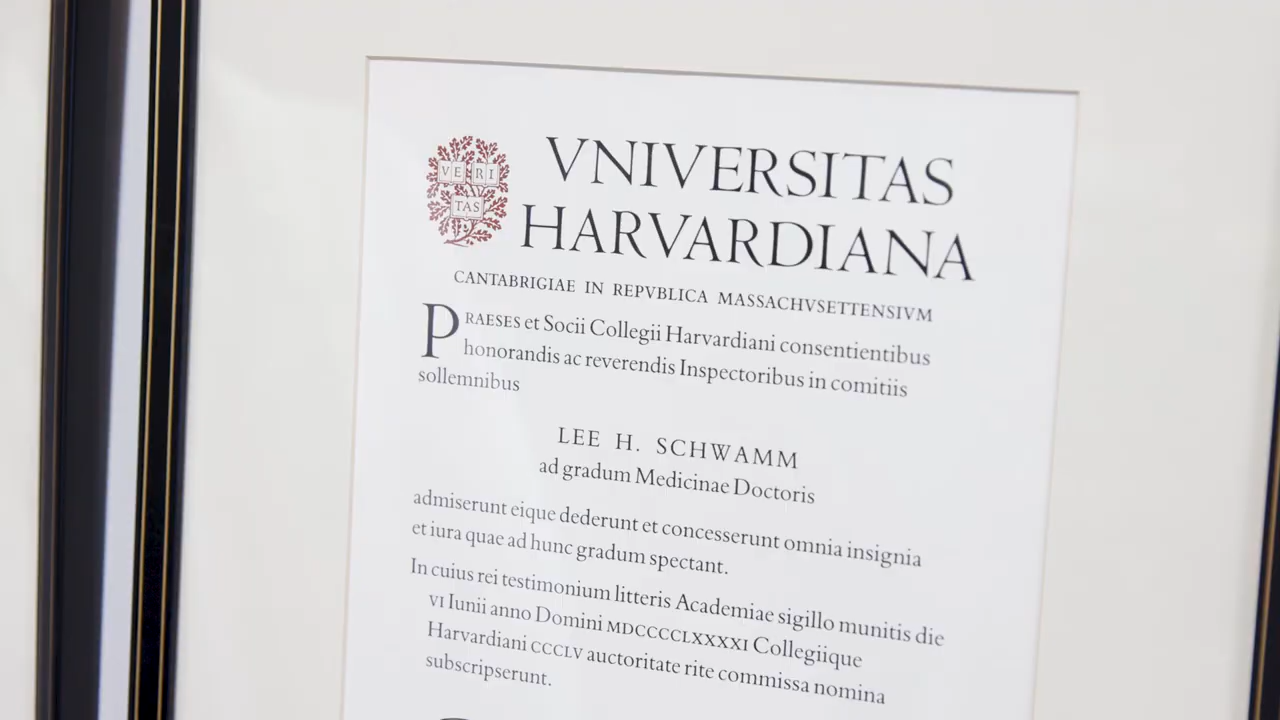 VE RI
TAS
VNIVERSITAS
HARVARDIANA
CANTABRIGIAE IN REPVBLICA MASSACHVSETTENSIVM
PRAESES et Socii Collegii Harvardiani consentientibus
honorandis ac reverendis Inspectoribus in comitiis
sollemnibus
LEE H. SCHWAMM
ad gradum Medicinae Doctoris
admiserunt eique dederunt et concesserunt omnia insignia
et iura quae ad hunc gradum spectant.
In cuius rei testimonium litteris Academiae sigillo munitis die
VI Iunii anno Domini MDCCCCLXXXXI Collegiique
Harvardiani CCCLV auctoritate rite commissa nomina
subscripserunt.